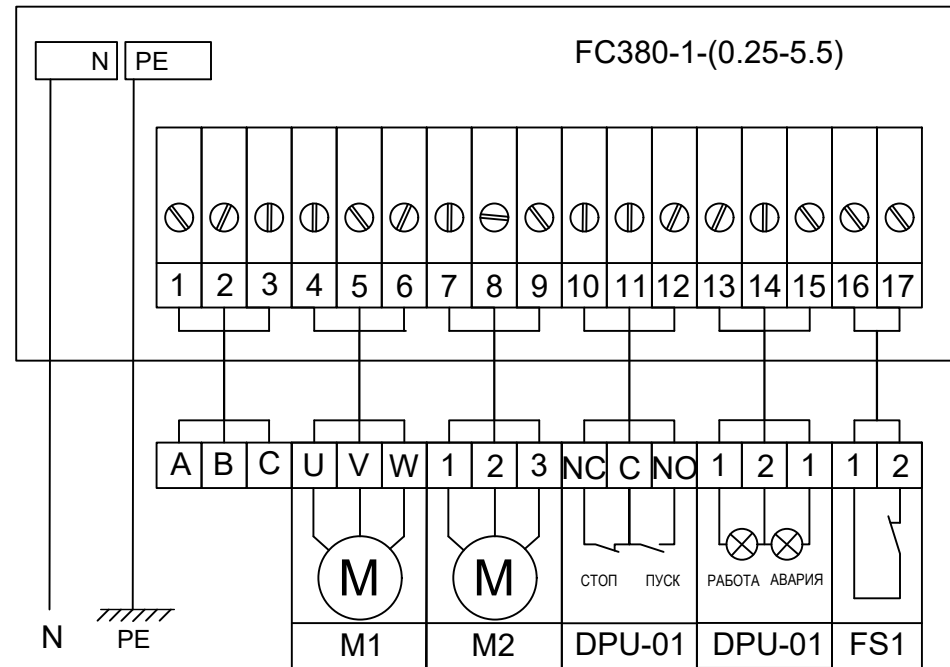 FC380-1-(0.25-5.5)
N PE
1 2 3 4 5 6 7 8 9 10 11 12 13 14 15 16 17
A B C U V W 1 2 3 NC C NO 1 2 1 1 2
M M
СТОП ПУСК РАБОТА АВАРИЯ
N PE M1 M2 DPU-01 DPU-01 FS1